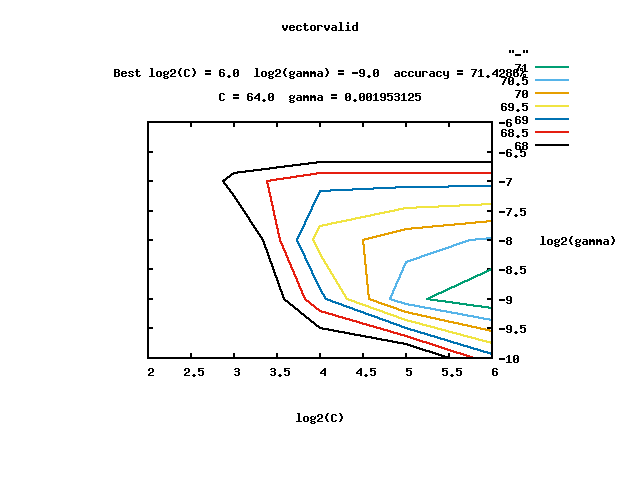 vectorvalid
"_"
Best log2(C) = 6.0  log2(gamma) = -9.0  accuracy = 71.4286%
71
70.5
C = 64.0  gamma = 0.001953125
70
69.5
69
68.5
68
-6
-6.5
-7
-7.5
-8
log2(gamma)
-8.5
-9
-9.5
-10
2 2.5 3 3.5 4 4.5 5 5.5 6
log2(C)